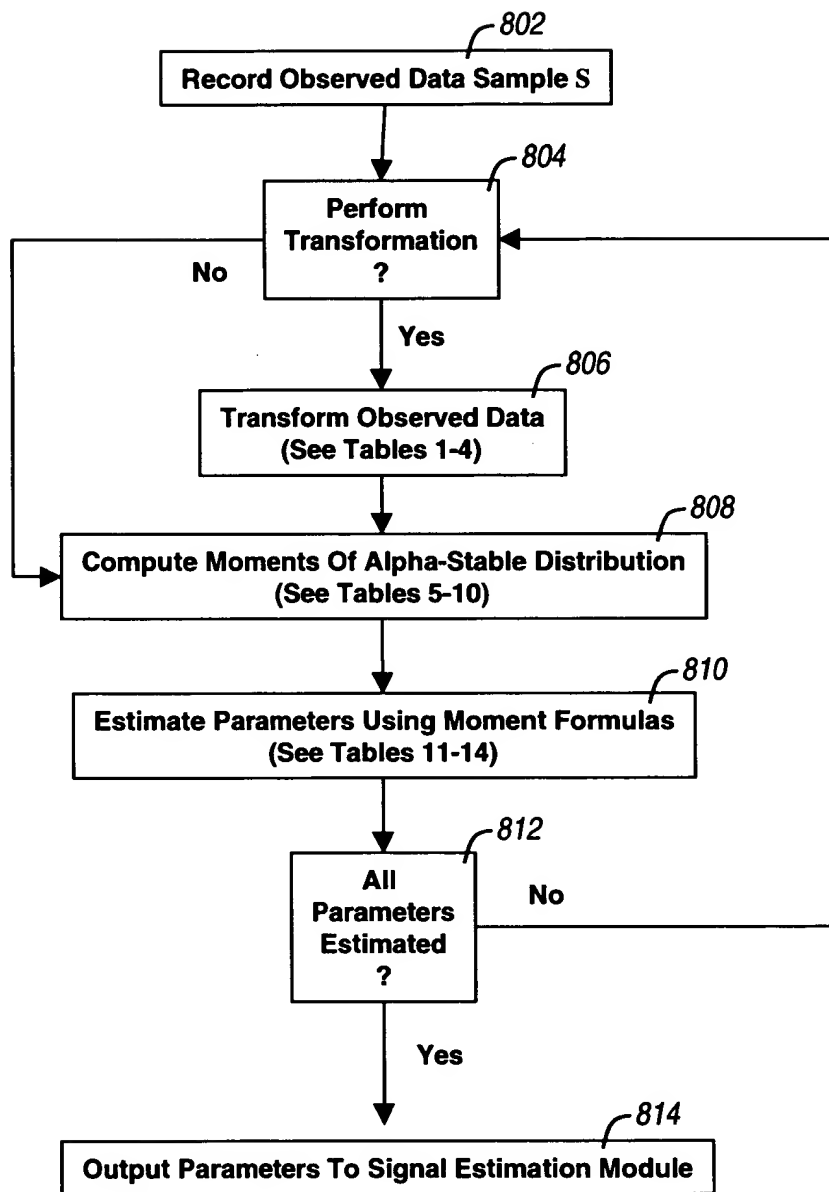 802
Record Observed Data Sample S
804
Perform
Transformation
?
No
Yes
806
Transform Observed Data
(See Tables 1-4)
808
Compute Moments Of Alpha-Stable Distribution
(See Tables 5-10)
810
Estimate Parameters Using Moment Formulas
(See Tables 11-14)
812
All
Parameters
Estimated
?
No
Yes
814
Output Parameters To Signal Estimation Module